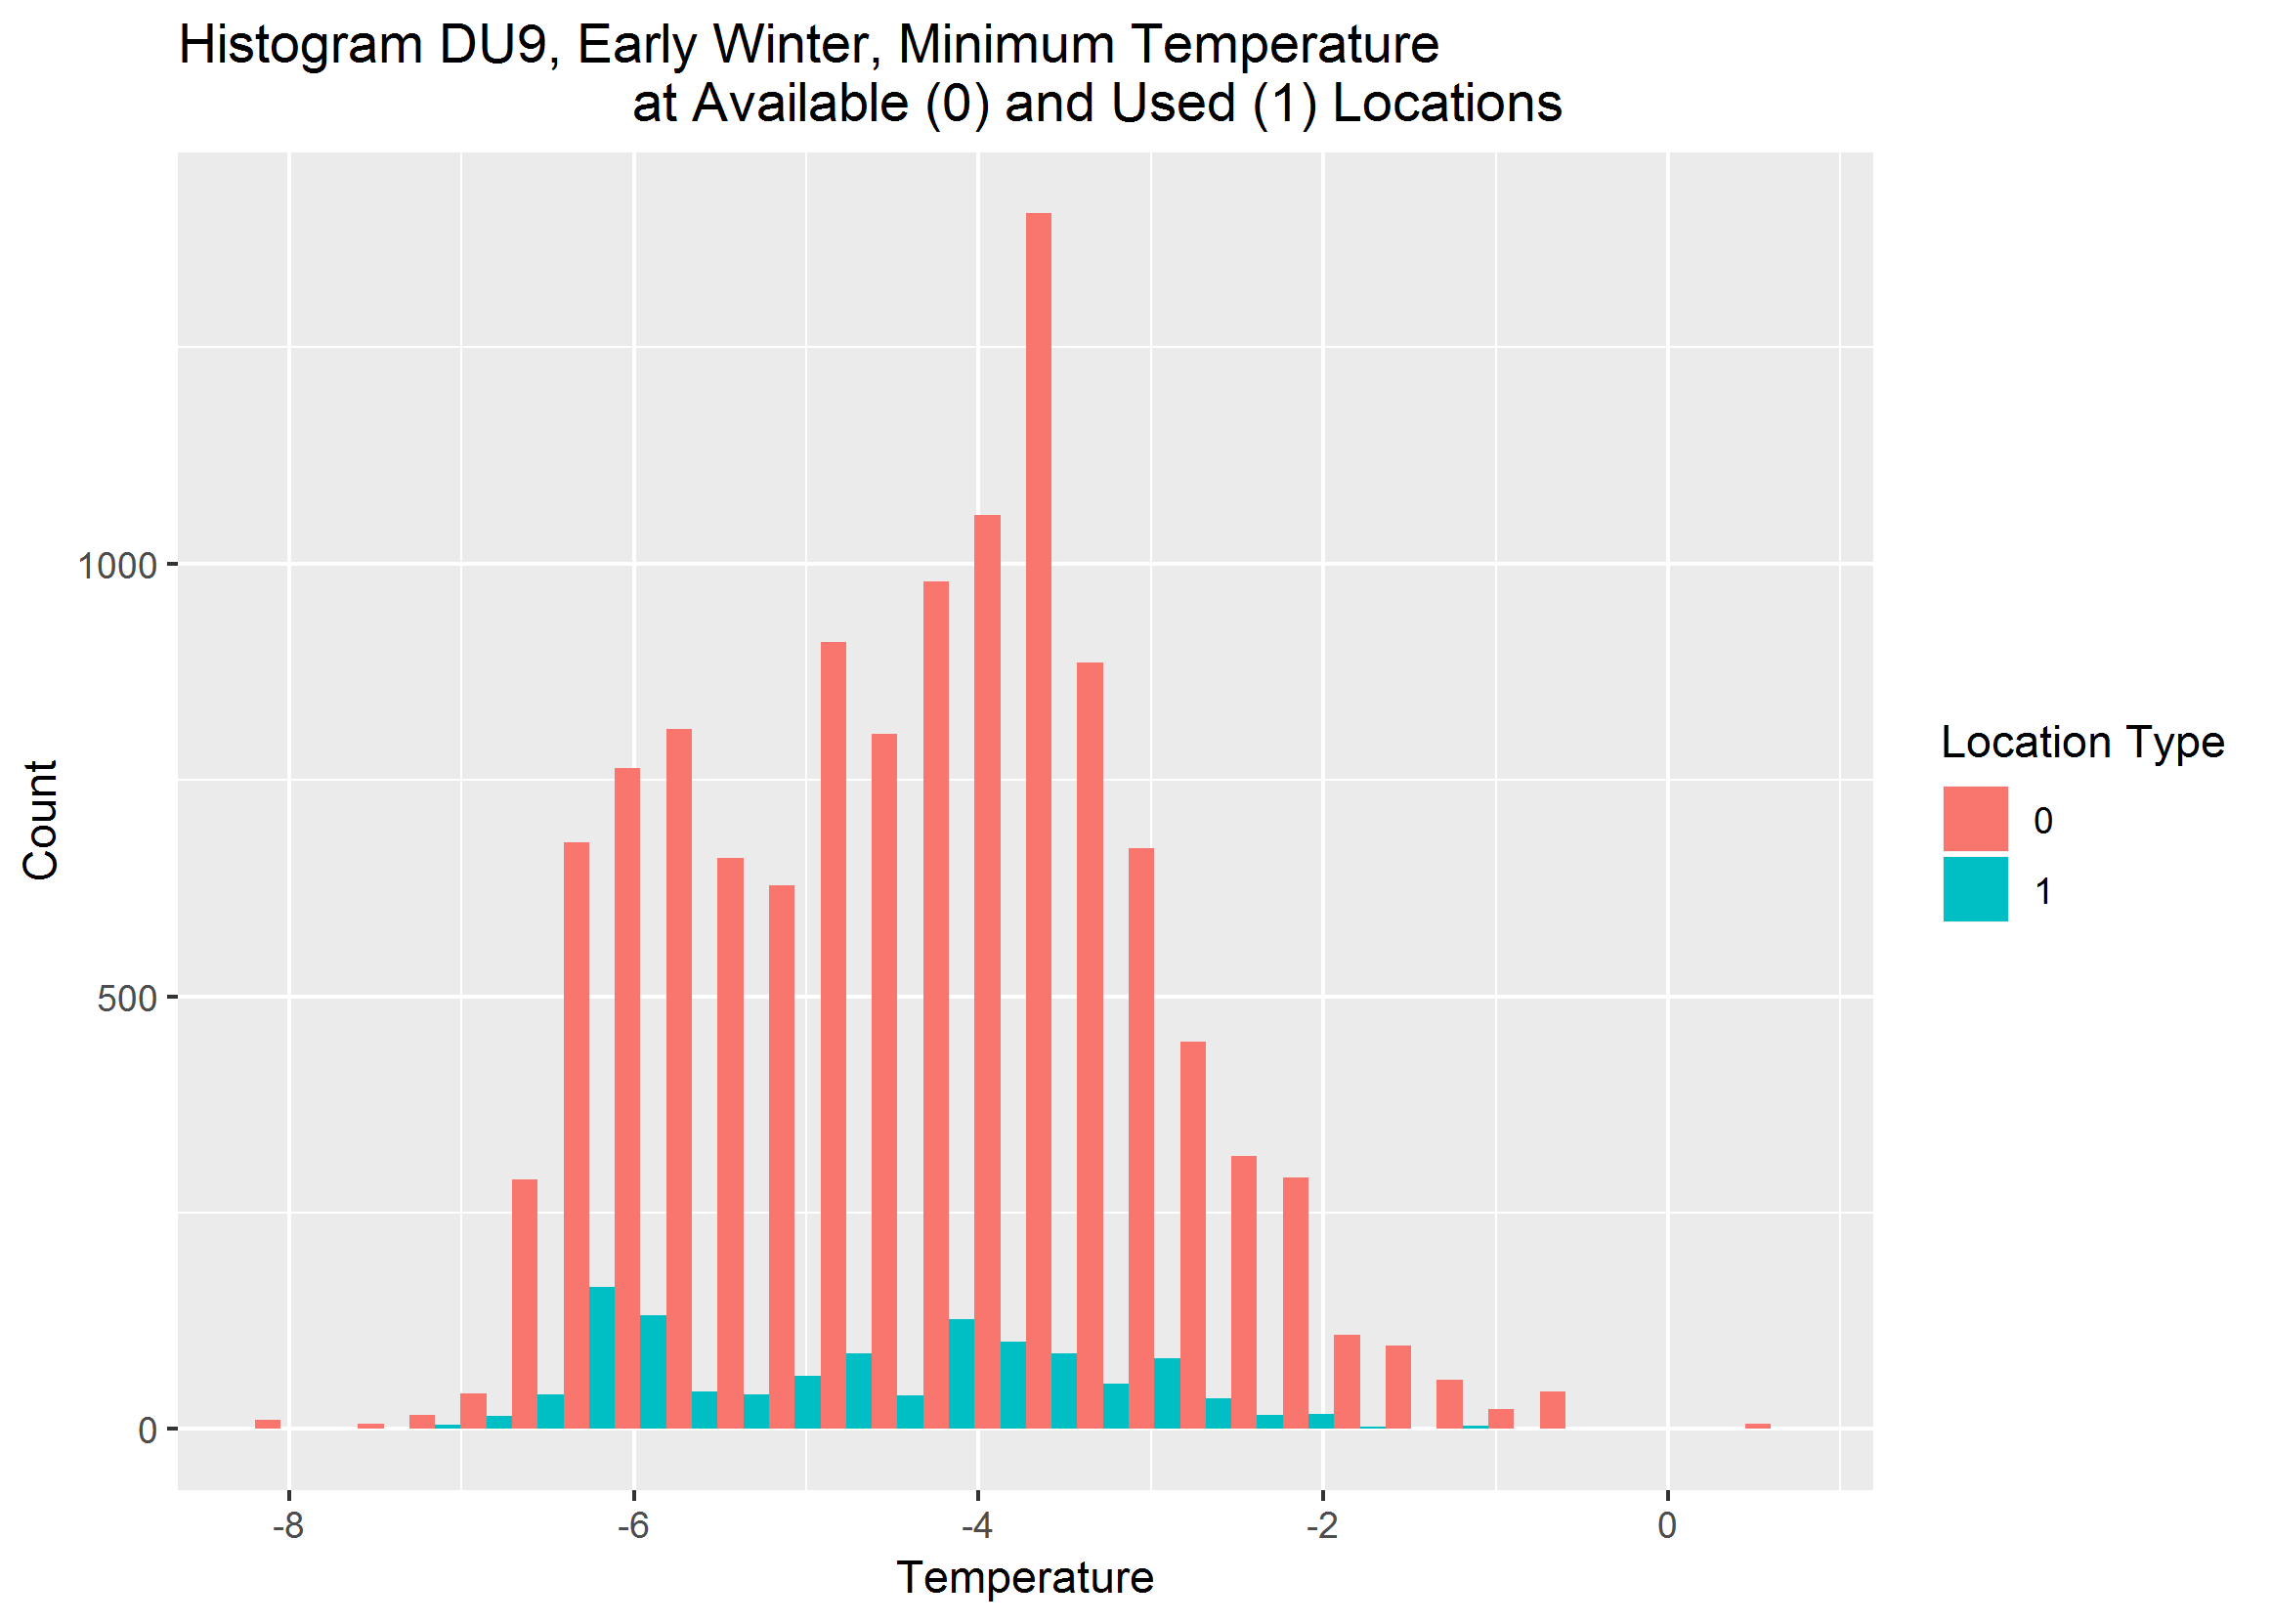 Histogram DU9, Early Winter, Minimum Temperature
at Available (0) and Used (1) Locations
Count
1000
500
0
-8
-6
-4
-2
0
Temperature
Location Type
0
1